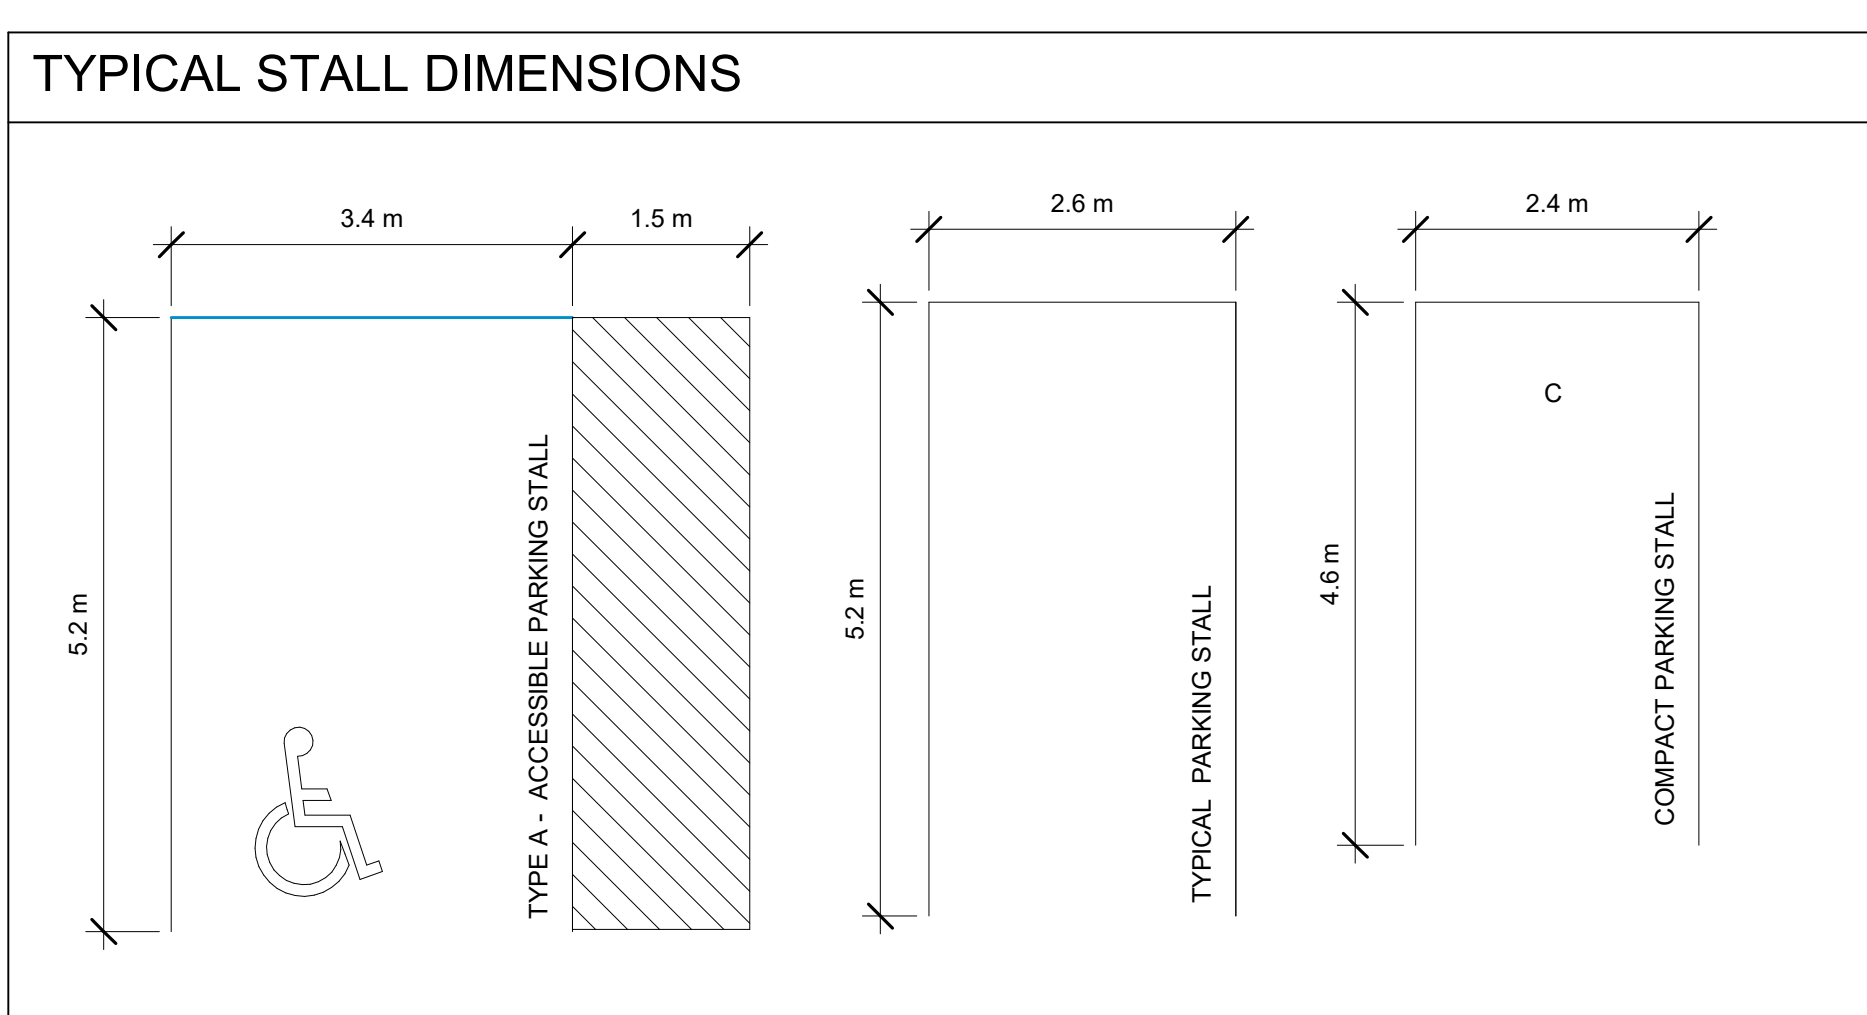 TYPICAL STALL DIMENSIONS
3.4 m
1.5 m
5.2 m
TYPE A - ACCESSIBLE PARKING STALL
2.6 m
5.2 m
TYPICAL PARKING STALL
2.4 m
4.6 m
C
COMPACT PARKING STALL